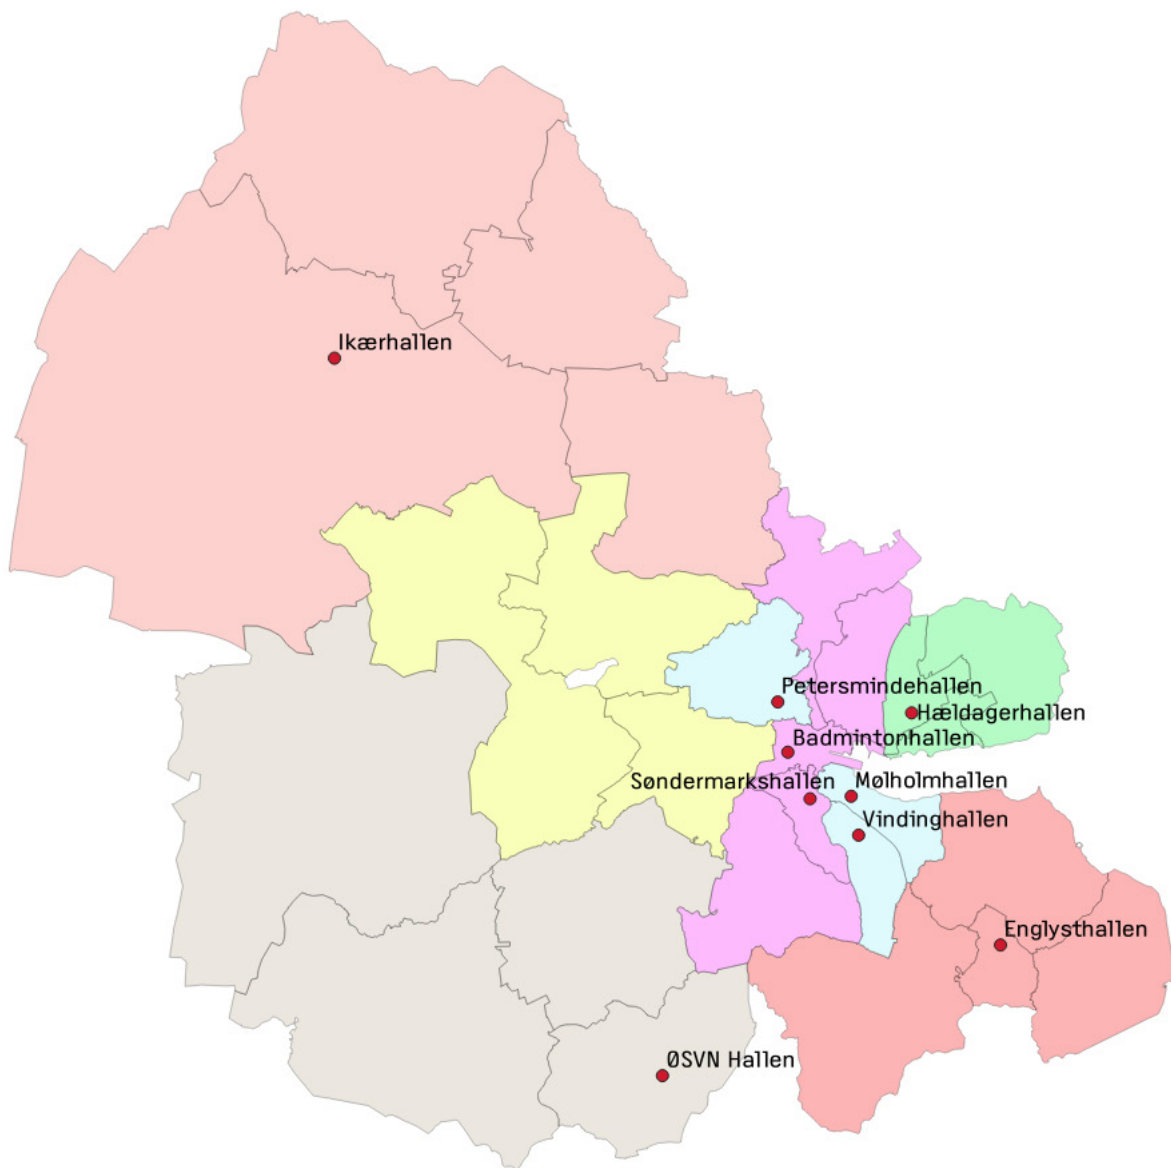 Ikærhallen
Petersmindehallen
Hældagerhallen
Badmintonhallen
Søndermarkshallen
Mølholmhallen
Vindinghallen
Englysthallen
ØSVN Hallen